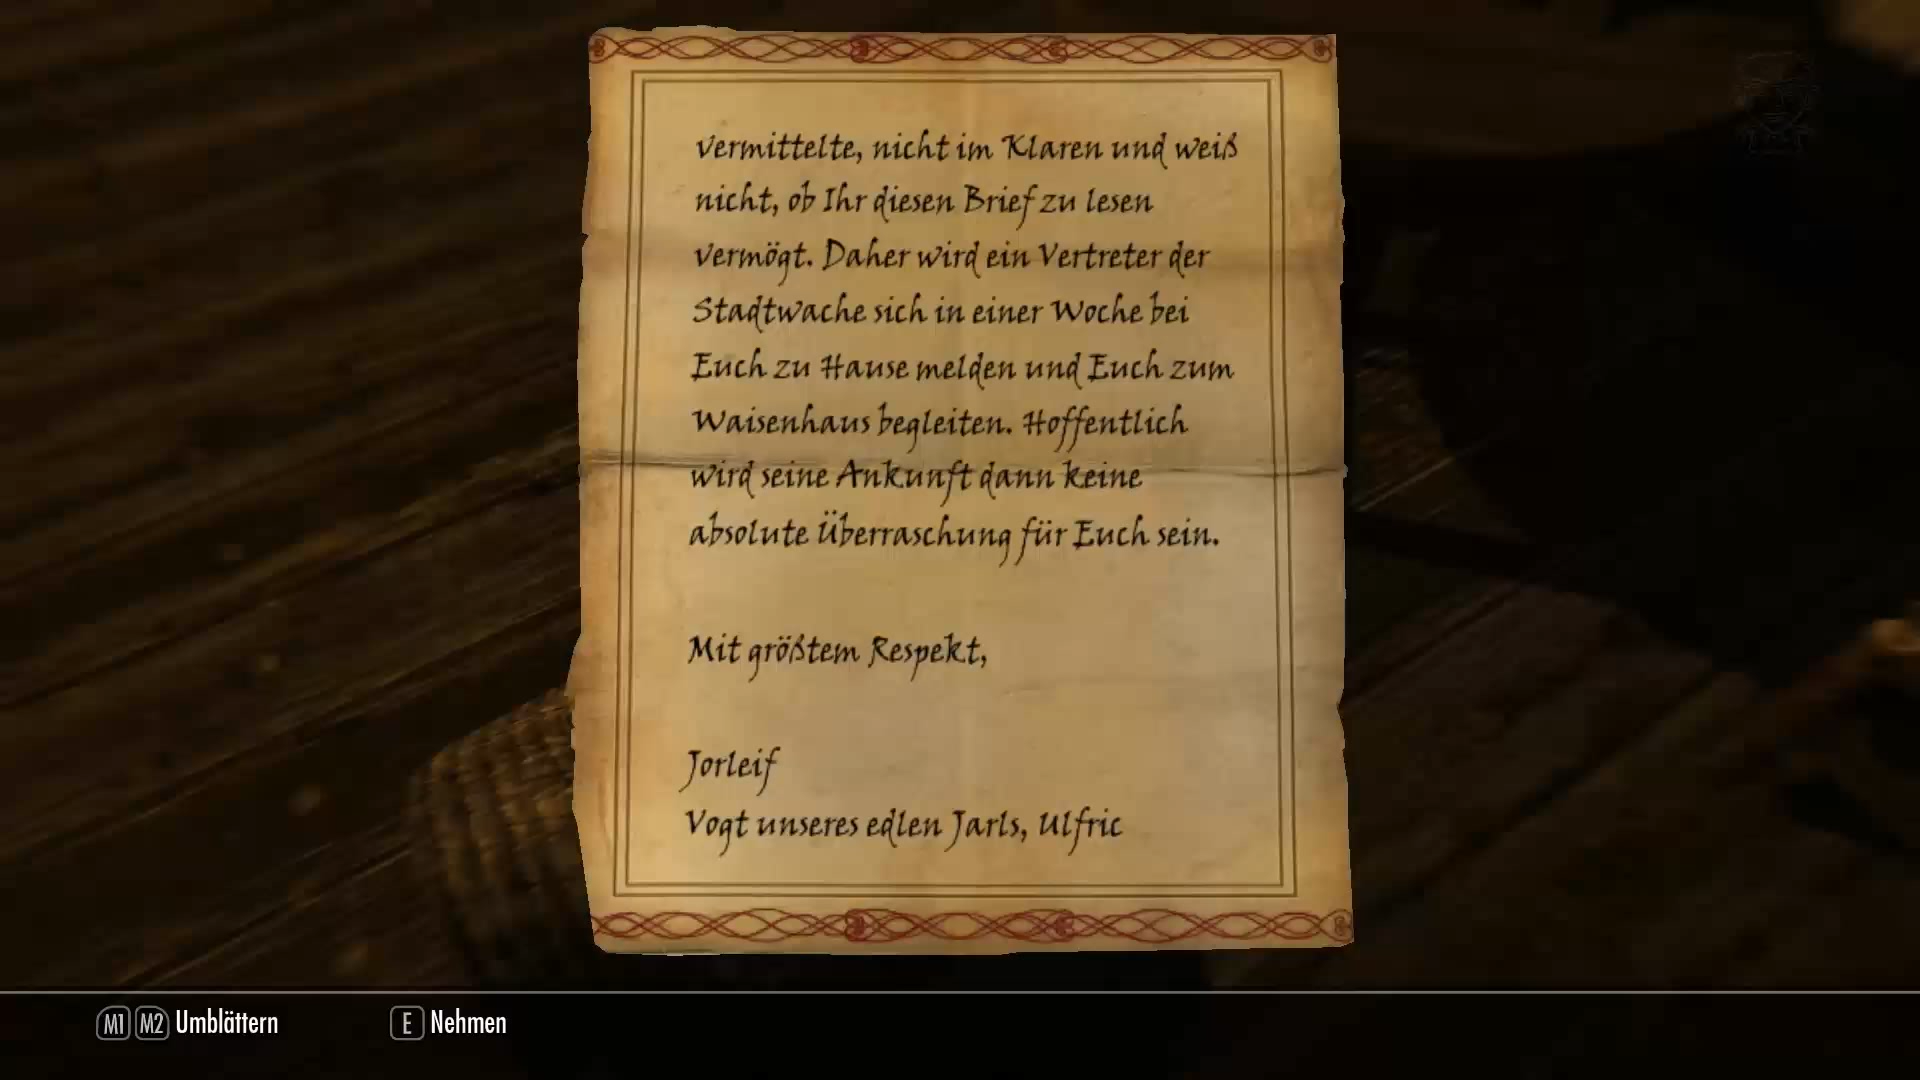 vermittelte, nicht im Klaren und weiß
nicht, ob Ihr diesen Brief zu lesen
vermögt. Daher wird ein Vertreter der
Stadtwache sich in einer Woche bei
Euch zu Hause melden und Euch zum
Waisenhaus begleiten. Hoffentlich
wird seine Ankunft dann keine
absolute Überraschung für Euch sein.
Mit größtem Respekt,
Jorleif
Vogt unseres edlen Jarls, Ulfric
M1 M2 Umblättern E Nehmen